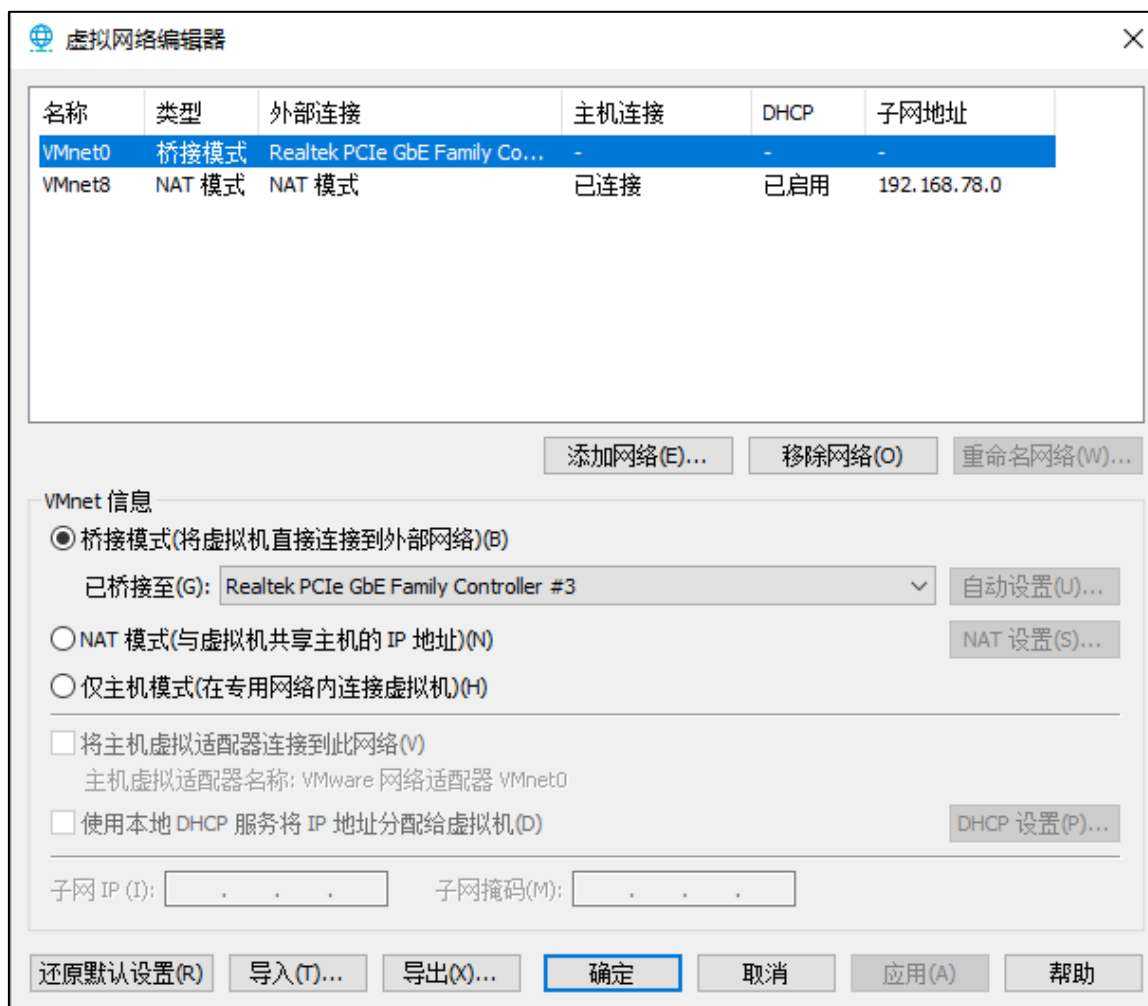 虚拟网络编辑器
名称 类型 外部连接 主机连接 DHCP 子网地址
VMnet0 桥接模式 Realtek PCIe GbE Family Co... - - -
VMnet8 NAT 模式 NAT 模式 已连接 已启用 192.168.78.0
添加网络(E)... 移除网络(O) 重命名网络(W)...
VMnet 信息
桥接模式(将虚拟机直接连接到外部网络)(B)
已桥接至(G): Realtek PCIe GbE Family Controller #3 自动设置(U)...
NAT 模式(与虚拟机共享主机的 IP 地址)(N) NAT 设置(S)...
仅主机模式(在专用网络内连接虚拟机)(H)
将主机虚拟适配器连接到此网络(V)
主机虚拟适配器名称: VMware 网络适配器 VMnet0
使用本地 DHCP 服务将 IP 地址分配给虚拟机(D) DHCP 设置(P)...
子网 IP (I): . . . 子网掩码(M): . . .
还原默认设置(R) 导入(T)... 导出(X)... 确定 取消 应用(A) 帮助